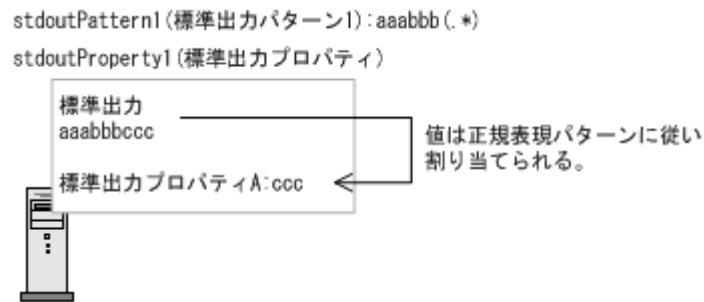 stdoutPattern1(標準出力パターン1):aaabbb(.*)
stdoutProperty1(標準出力プロパティ)
標準出力
aaabbbccc
値は正規表現パターンに従い
割り当てられる。
標準出力プロパティA:ccc